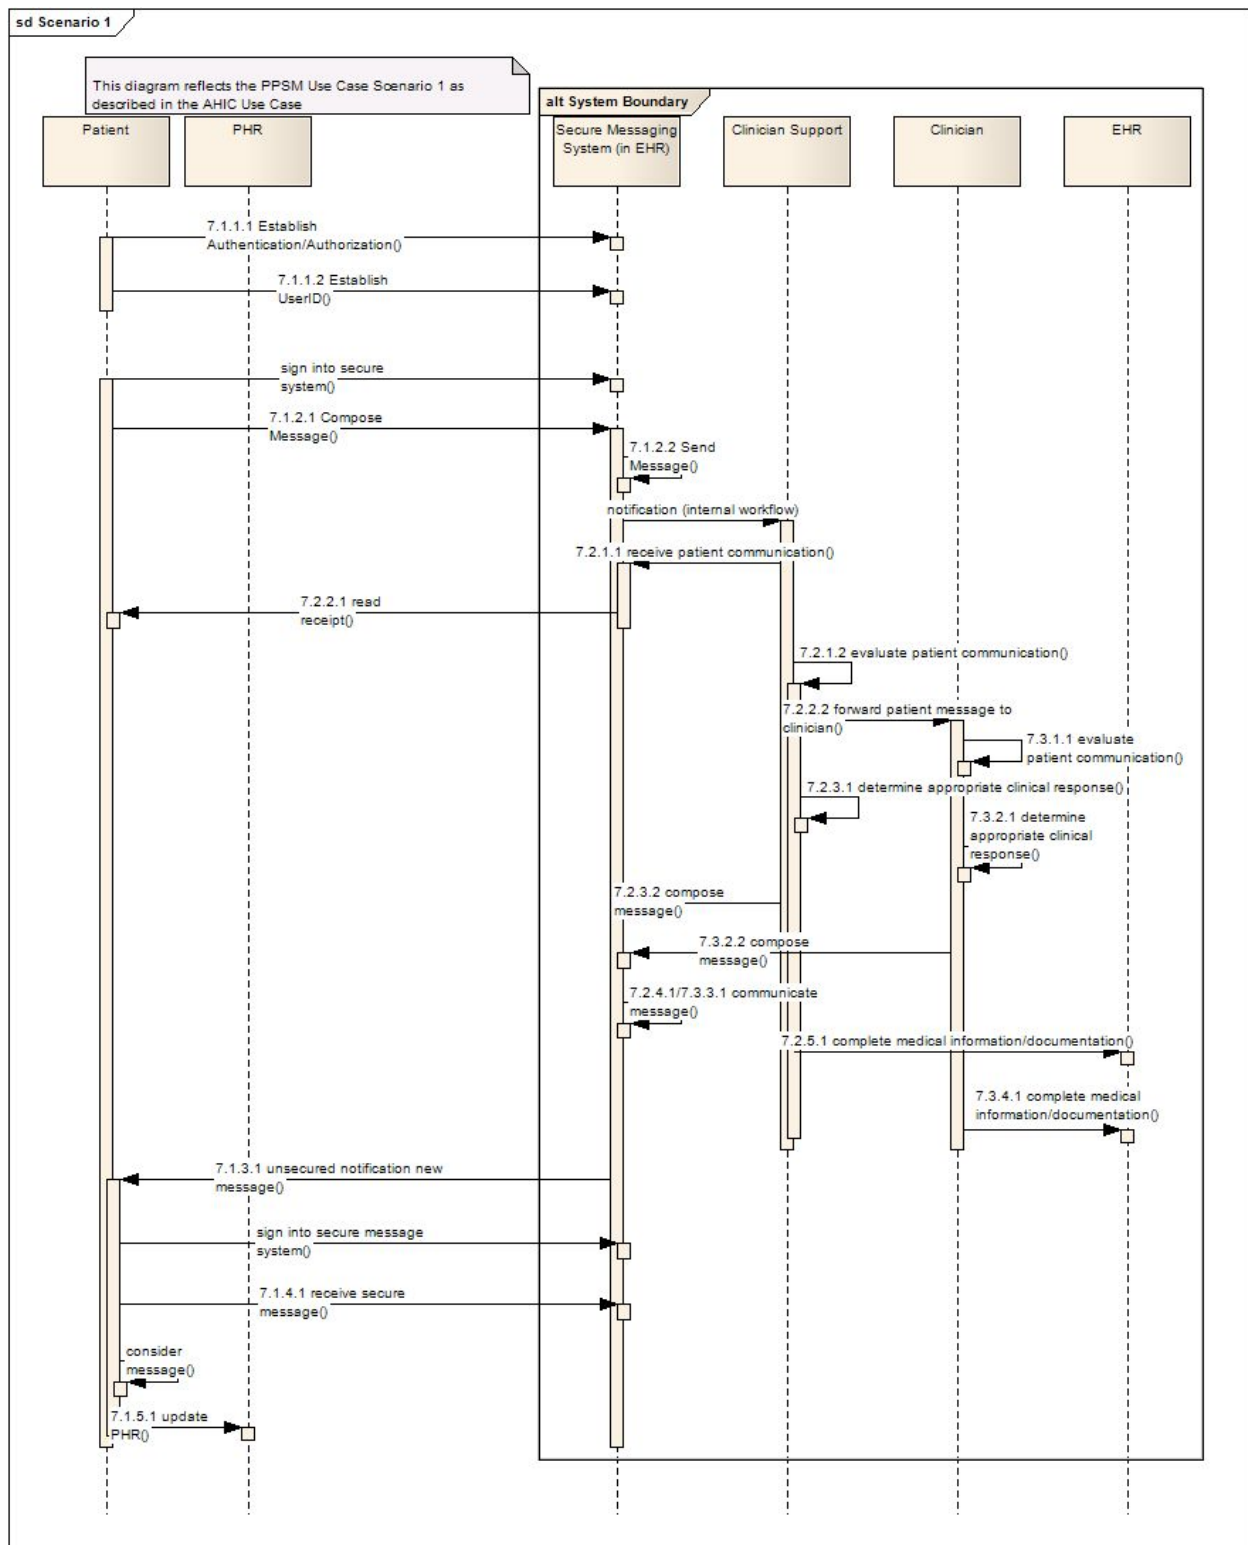 sd Scenario 1
This diagram reflects the PPSM Use Case Scenario 1 as
described in the AHIC Use Case
alt System Boundary
Patient
PHR
Secure Messaging
System (in EHR)
Clinician Support
Clinician
EHR
7.1.1.1 Establish
Authentication/Authorization()
7.1.1.2 Establish
UserID()
sign into secure
system()
7.1.2.1 Compose
Message()
7.1.2.2 Send
Message()
notification (internal workflow)
7.2.1.1 receive patient communication()
7.2.2.1 read
receipt()
7.2.1.2 evaluate patient communication()
7.2.2.2 forward patient message to
clinician()
7.3.1.1 evaluate
patient communication()
7.2.3.1 determine appropriate clinical response()
7.3.2.1 determine
appropriate clinical
response()
7.2.3.2 compose
message()
7.3.2.2 compose
message()
7.2.4.1/7.3.3.1 communicate
message()
7.2.5.1 complete medical information/documentation()
7.3.4.1 complete medical
information/documentation()
7.1.3.1 unsecured notification new
message()
sign into secure message
system()
7.1.4.1 receive secure
message()
consider
message()
7.1.5.1 update
PHR()